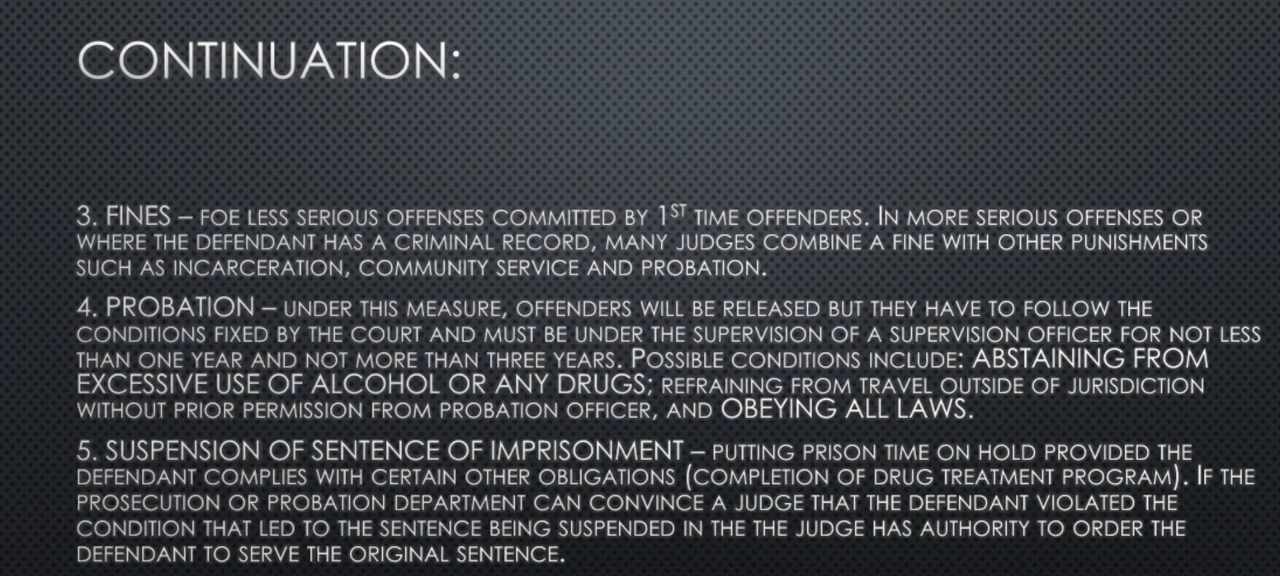 CONTINUATION:
3. FINES – FOE LESS SERIOUS OFFENSES COMMITTED BY 1ST TIME OFFENDERS. IN MORE SERIOUS OFFENSES OR
WHERE THE DEFENDANT HAS A CRIMINAL RECORD, MANY JUDGES COMBINE A FINE WITH OTHER PUNISHMENTS
SUCH AS INCARCERATION, COMMUNITY SERVICE AND PROBATION.
4. PROBATION – UNDER THIS MEASURE, OFFENDERS WILL BE RELEASED BUT THEY HAVE TO FOLLOW THE
CONDITIONS FIXED BY THE COURT AND MUST BE UNDER THE SUPERVISION OF A SUPERVISION OFFICER FOR NOT LESS
THAN ONE YEAR AND NOT MORE THAN THREE YEARS. POSSIBLE CONDITIONS INCLUDE: ABSTAINING FROM
EXCESSIVE USE OF ALCOHOL OR ANY DRUGS; REFRAINING FROM TRAVEL OUTSIDE OF JURISDICTION
WITHOUT PRIOR PERMISSION FROM PROBATION OFFICER, AND OBEYING ALL LAWS.
5. SUSPENSION OF SENTENCE OF IMPRISONMENT – PUTTING PRISON TIME ON HOLD PROVIDED THE
DEFENDANT COMPLIES WITH CERTAIN OTHER OBLIGATIONS (COMPLETION OF DRUG TREATMENT PROGRAM). IF THE
PROSECUTION OR PROBATION DEPARTMENT CAN CONVINCE A JUDGE THAT THE DEFENDANT VIOLATED THE
CONDITION THAT LED TO THE SENTENCE BEING SUSPENDED IN THE THE JUDGE HAS AUTHORITY TO ORDER THE
DEFENDANT TO SERVE THE ORIGINAL SENTENCE.